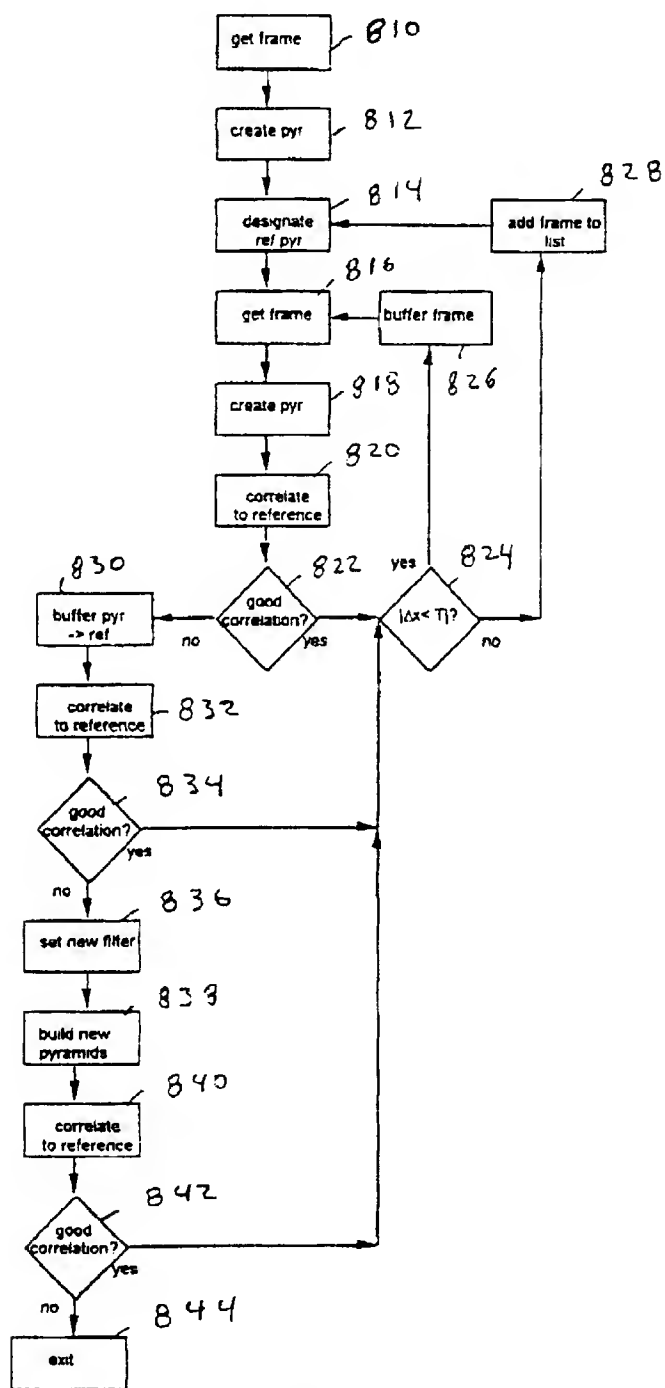 get frame
810
create pyr
812
designate
ref pyr
814
add frame to
list
828
get frame
816
buffer frame
826
create pyr
818
correlate
to reference
820
good
correlation?
822
no
yes
|Δx< T|?
824
yes
no
buffer pyr
-> ref
830
correlate
to reference
832
good
correlation?
834
yes
no
set new filter
836
build new
pyramids
838
correlate
to reference
840
good
correlation?
842
yes
no
exit
844